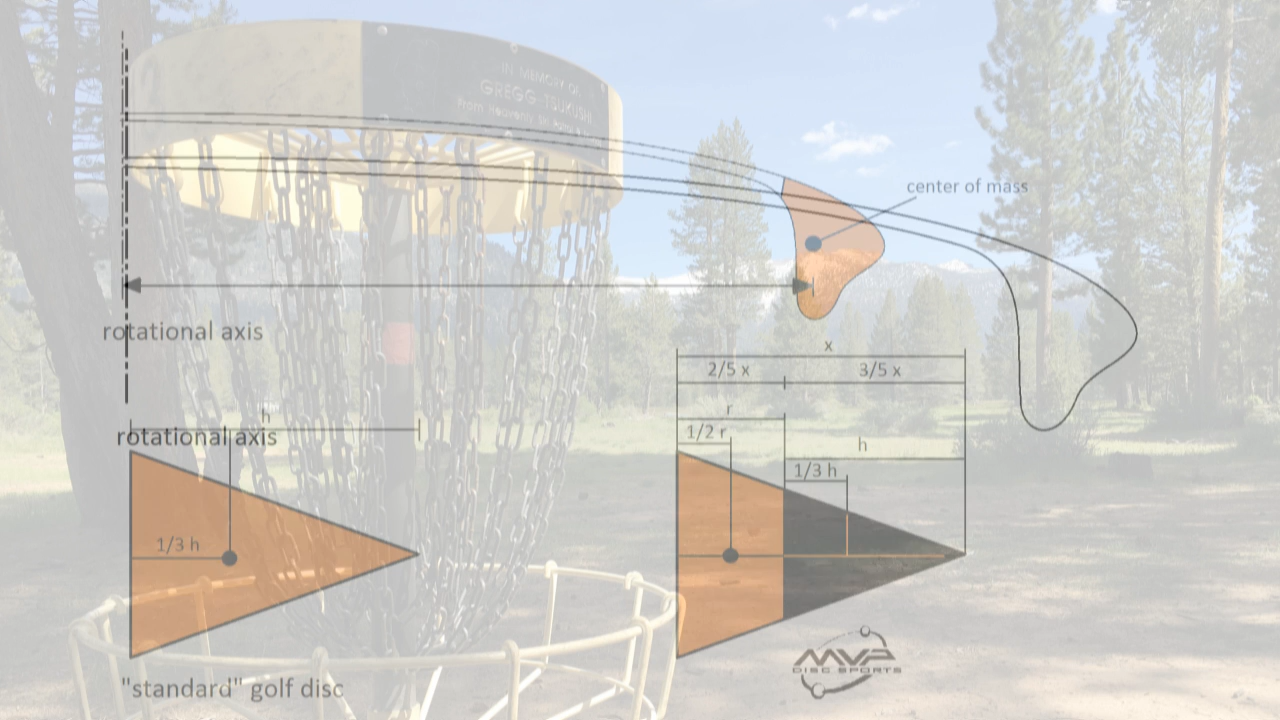 IN MEMORY OF
GREGG TSUKUSHI
center of mass
rotational axis
x
2/5 x
3/5 x
r
h
1/2 r
rotational axis
h
1/3 h
1/3 h
MVP
DISC SPORTS
"standard" golf disc